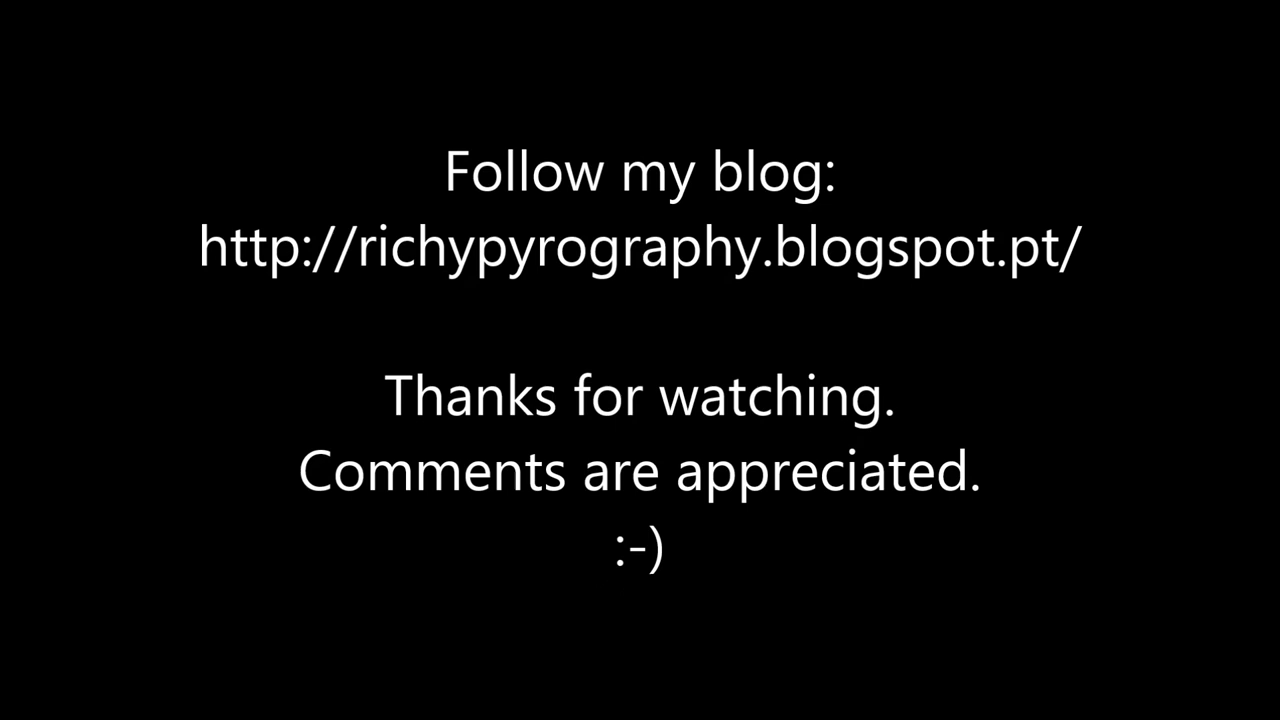 Follow my blog:
http://richypyrography.blogspot.pt/
Thanks for watching.
Comments are appreciated.
:-)